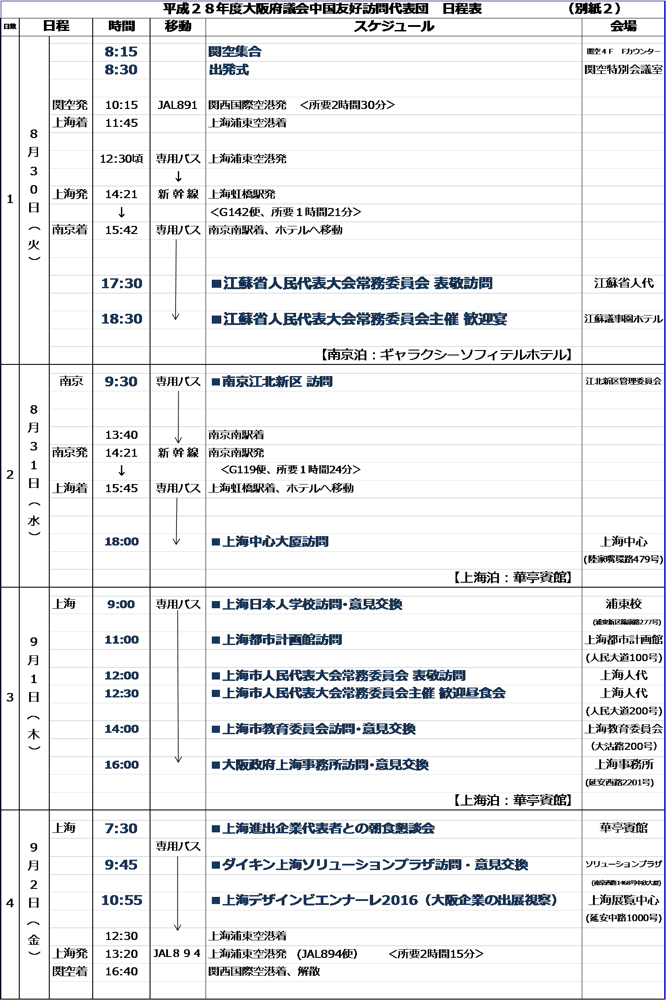 平成２８年度大阪府議会中国友好訪問代表団　日程表　（別紙２）
日数 日程 時間 移動 スケジュール 会場
1
8月30日（火）
8:15 関空集合 関空４Ｆ　Ｆカウンター
8:30 出発式 関空特別会議室
関空発 10:15 JAL891 関西国際空港発　＜所要2時間30分＞
上海着 11:45 上海浦東空港着
12:30頃 専用バス 上海浦東空港発
↓
上海発 14:21 新幹線 上海虹橋駅発
↓ ＜G142便、所要１時間21分＞
南京着 15:42 専用バス 南京南駅着、ホテルへ移動
17:30 ■江蘇省人民代表大会常務委員会 表敬訪問 江蘇省人代
18:30 ■江蘇省人民代表大会常務委員会主催 歓迎宴 江蘇議事園ホテル
【南京泊：ギャラクシーソフィテルホテル】
2
8月31日（水）
南京 9:30 専用バス ■南京江北新区 訪問 江北新区管理委員会
13:40 南京南駅着
南京発 14:21 新幹線 南京南駅発
↓ ＜G119便、所要１時間24分＞
上海着 15:45 専用バス 上海虹橋駅着、ホテルへ移動
18:00 ■上海中心大厦訪問 上海中心
(陸家嘴環路479号)
【上海泊：華亭賓館】
3
9月1日（木）
上海 9:00 専用バス ■上海日本人学校訪問・意見交換 浦東校
(浦東新区錦康路277号)
11:00 ■上海都市計画館訪問 上海都市計画館
(人民大道100号)
12:00 ■上海市人民代表大会常務委員会 表敬訪問 上海人代
12:30 ■上海市人民代表大会常務委員会主催 歓迎昼食会 上海人代
(人民大道200号)
14:00 ■上海市教育委員会訪問・意見交換 上海教育委員会
（大沽路200号）
16:00 ■大阪政府上海事務所訪問・意見交換 上海事務所
(延安西路2201号)
【上海泊：華亭賓館】
4
9月2日（金）
上海 7:30 ■上海進出企業代表者との朝食懇談会 華亭賓館
専用バス
9:45 ■ダイキン上海ソリューションプラザ訪問・意見交換 ソリューションプラザ
(南京西路1468号中欣大厦)
10:55 ■上海デザインビエンナーレ2016（大阪企業の出展視察） 上海展覧中心
(延安中路1000号)
12:30 上海浦東空港着
上海発 13:20 JAL８９４ 上海浦東空港発　(JAL894便）　＜所要2時間15分＞
関空着 16:40 関西国際空港着、解散